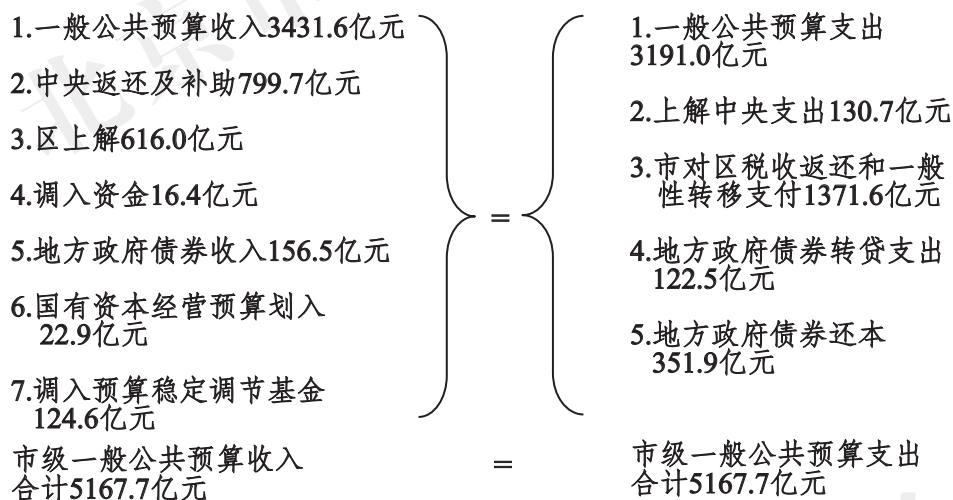 1.一般公共预算收入3431.6亿元
2.中央返还及补助799.7亿元
3.区上解616.0亿元
4.调入资金16.4亿元
5.地方政府债券收入156.5亿元
6.国有资本经营预算划入
22.9亿元
7.调入预算稳定调节基金
124.6亿元
市级一般公共预算收入
合计5167.7亿元
=
=
1.一般公共预算支出
3191.0亿元
2.上解中央支出130.7亿元
3.市对区税收返还和一般
性转移支付1371.6亿元
4.地方政府债券转贷支出
122.5亿元
5.地方政府债券还本
351.9亿元
市级一般公共预算支出
合计5167.7亿元
北京市